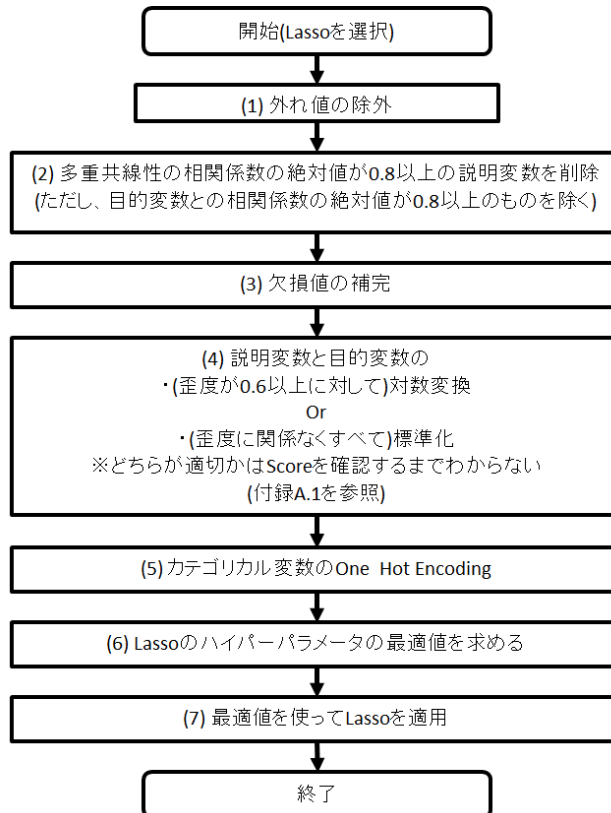 開始(Lassoを選択)
(1) 外れ値の除外
(2) 多重共線性の相関係数の絶対値が0.8以上の説明変数を削除
(ただし、目的変数との相関係数の絶対値が0.8以上のものを除く)
(3) 欠損値の補完
(4) 説明変数と目的変数の
・(歪度が0.6以上に対して)対数変換
Or
・(歪度に関係なくすべて)標準化
※どちらが適切かはScoreを確認するまでわからない
(付録A.1を参照)
(5) カテゴリカル変数のOne Hot Encoding
(6) Lassoのハイパーパラメータの最適値を求める
(7) 最適値を使ってLassoを適用
終了